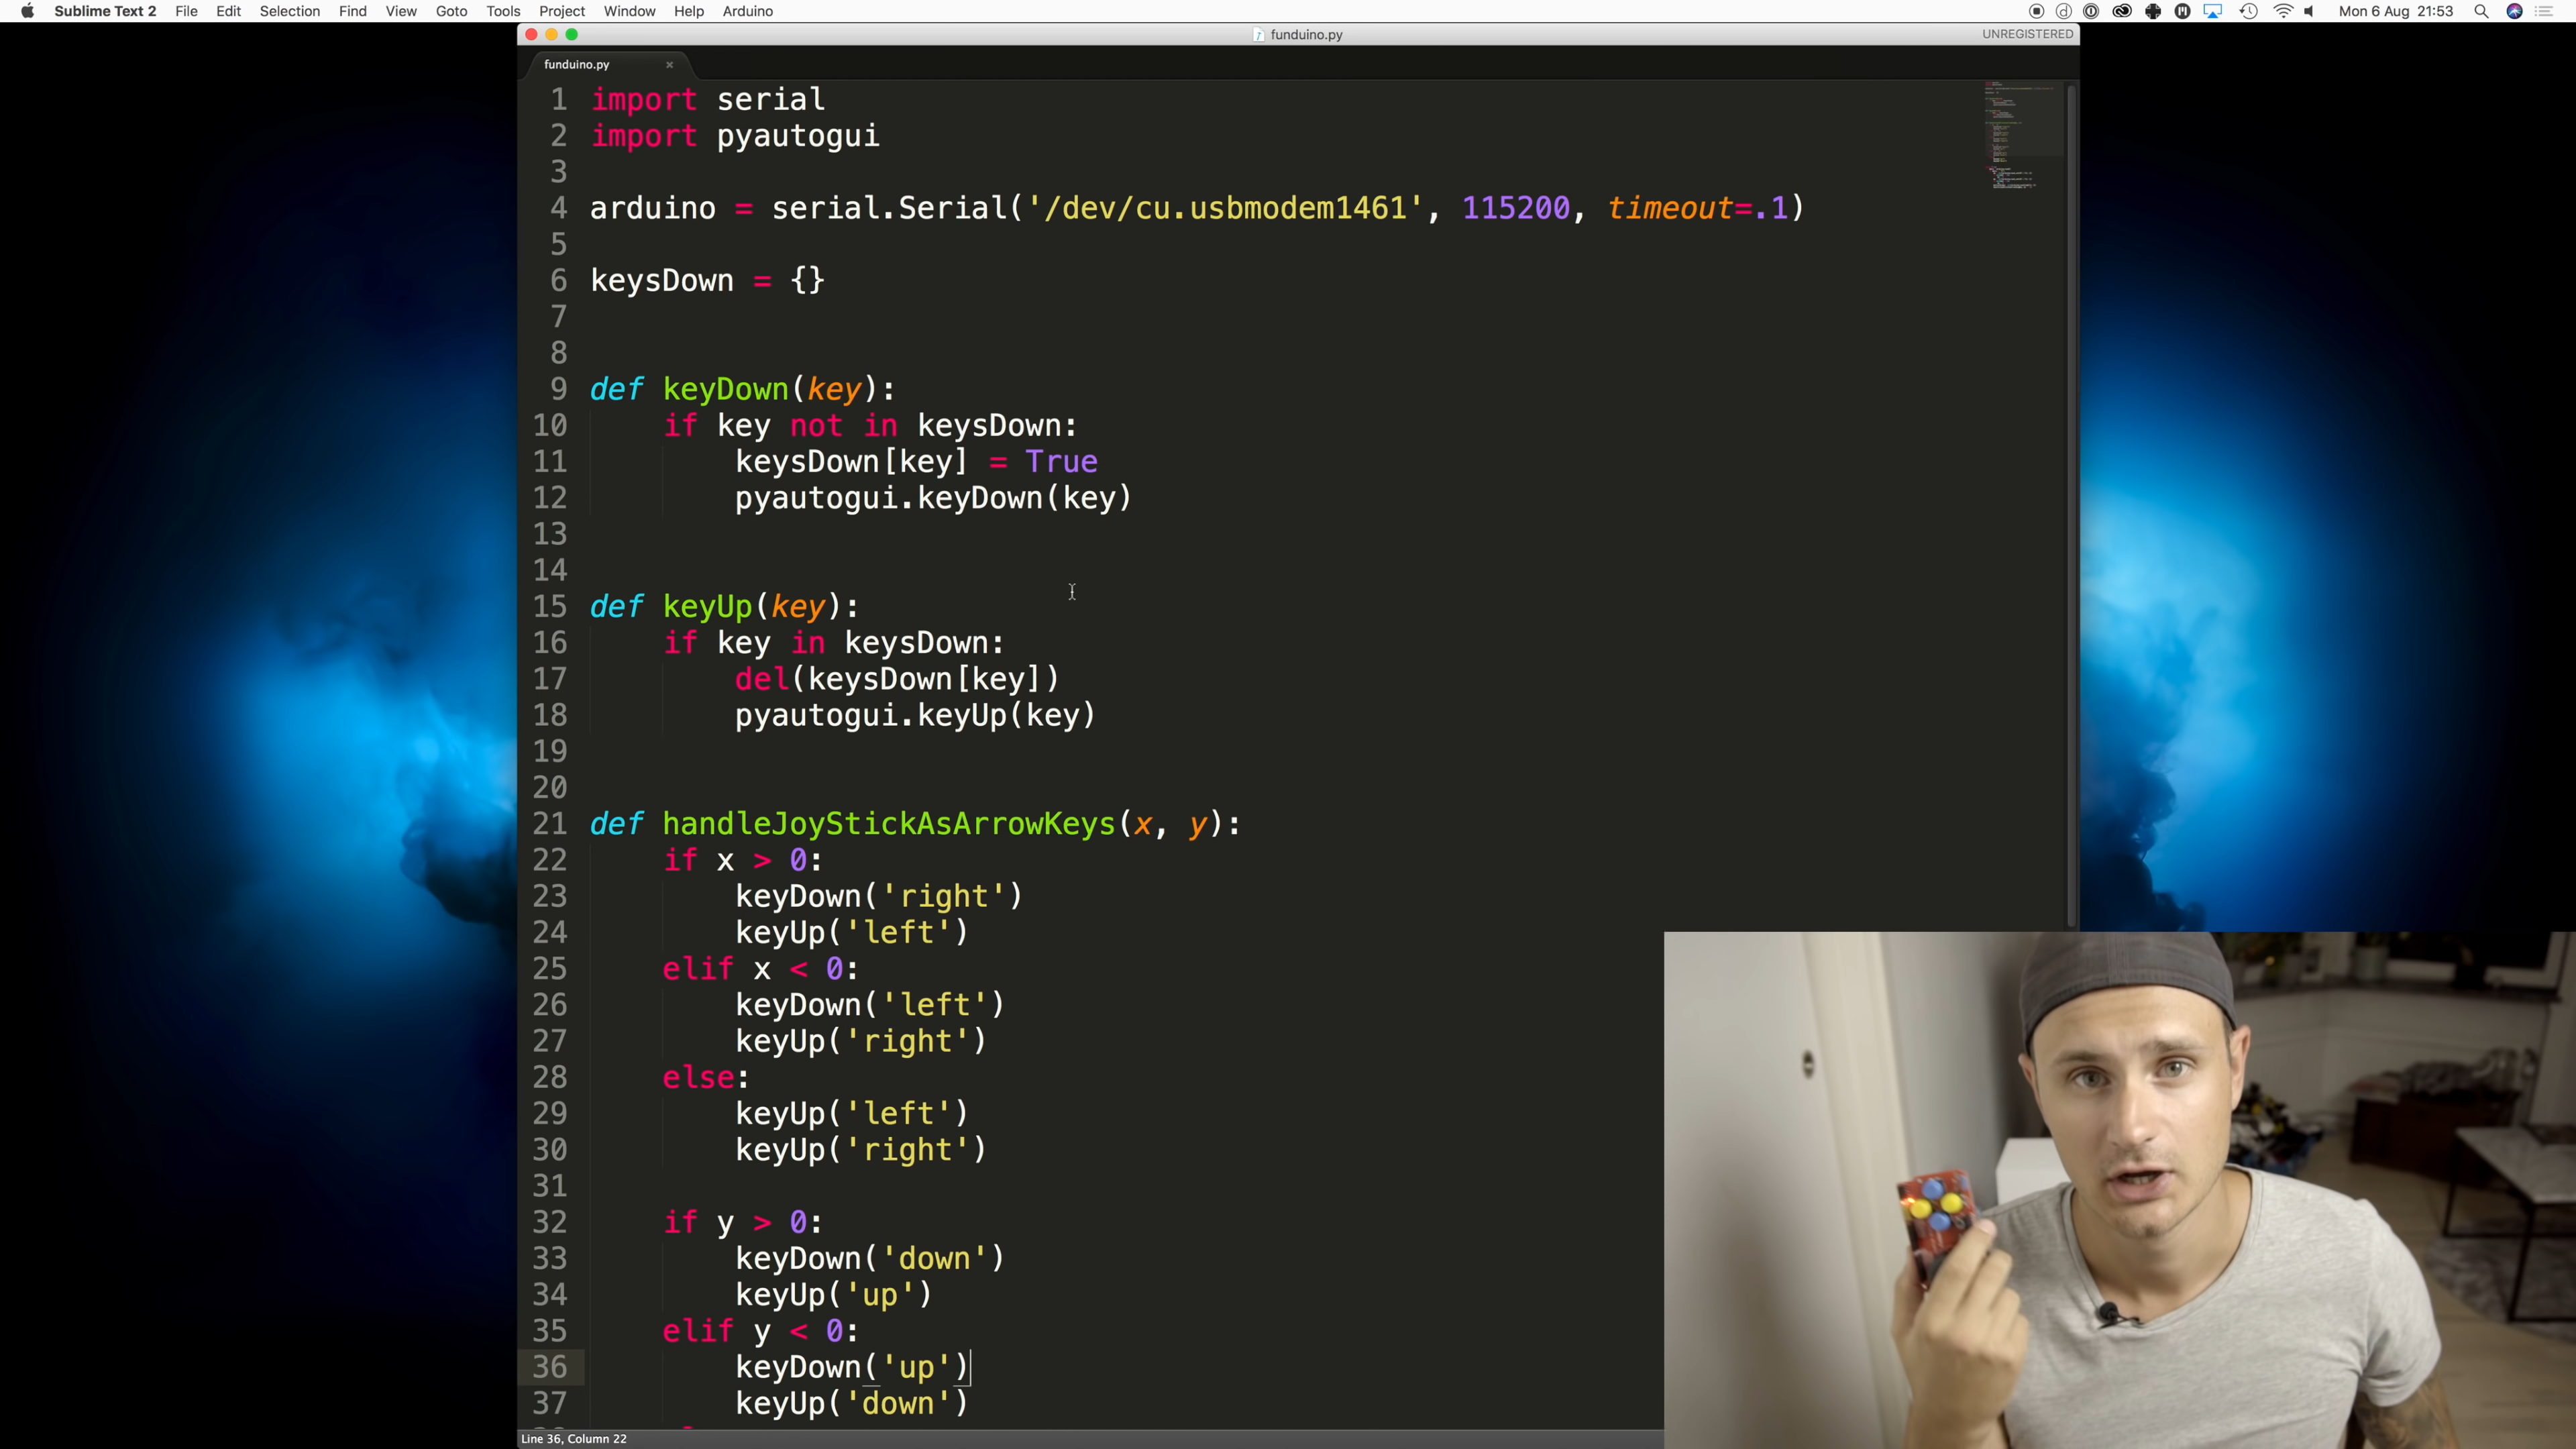 Sublime Text 2 File Edit Selection Find View Goto Tools Project Window Help Arduino Mon 6 Aug 21:53
funduino.py UNREGISTERED
funduino.py
1 import serial
2 import pyautogui
3
4 arduino = serial.Serial('/dev/cu.usbmodem1461', 115200, timeout=.1)
5
6 keysDown = {}
7
8
9 def keyDown(key):
10 if key not in keysDown:
11 keysDown[key] = True
12 pyautogui.keyDown(key)
13
14
15 def keyUp(key):
16 if key in keysDown:
17 del(keysDown[key])
18 pyautogui.keyUp(key)
19
20
21 def handleJoyStickAsArrowKeys(x, y):
22 if x > 0:
23 keyDown('right')
24 keyUp('left')
25 elif x < 0:
26 keyDown('left')
27 keyUp('right')
28 else:
29 keyUp('left')
30 keyUp('right')
31
32 if y > 0:
33 keyDown('down')
34 keyUp('up')
35 elif y < 0:
36 keyDown('up')
37 keyUp('down')
Line 36, Column 22